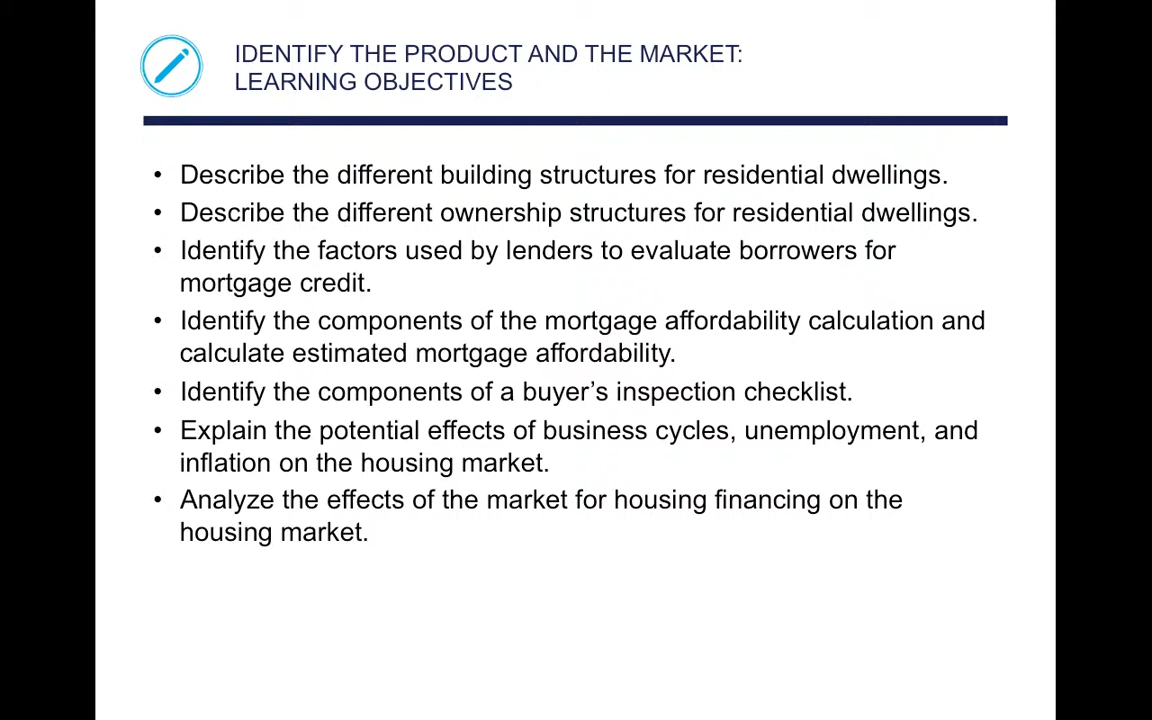 IDENTIFY THE PRODUCT AND THE MARKET:
LEARNING OBJECTIVES
• Describe the different building structures for residential dwellings.
• Describe the different ownership structures for residential dwellings.
• Identify the factors used by lenders to evaluate borrowers for
mortgage credit.
• Identify the components of the mortgage affordability calculation and
calculate estimated mortgage affordability.
• Identify the components of a buyer’s inspection checklist.
• Explain the potential effects of business cycles, unemployment, and
inflation on the housing market.
• Analyze the effects of the market for housing financing on the
housing market.